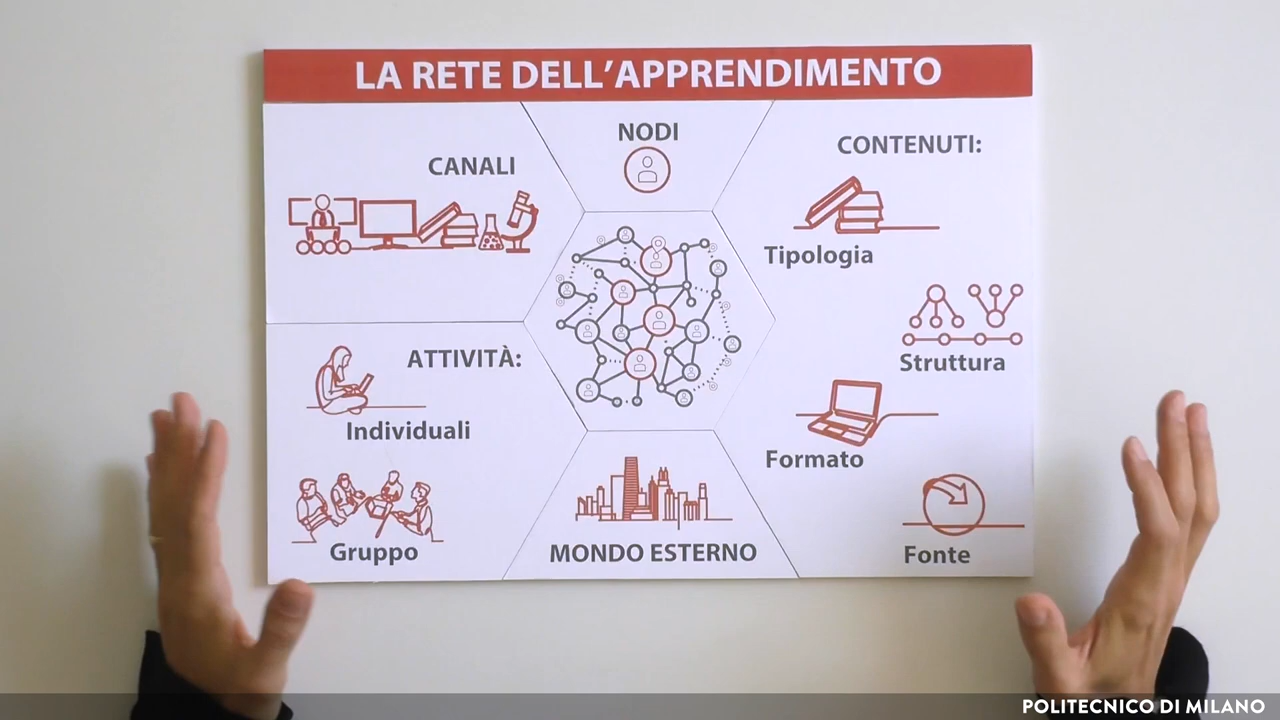 LA RETE DELL'APPRENDIMENTO
CANALI
NODI
CONTENUTI:
Tipologia
Struttura
Formato
Fonte
ATTIVITÀ:
Individuali
Gruppo
MONDO ESTERNO
POLITECNICO DI MILANO